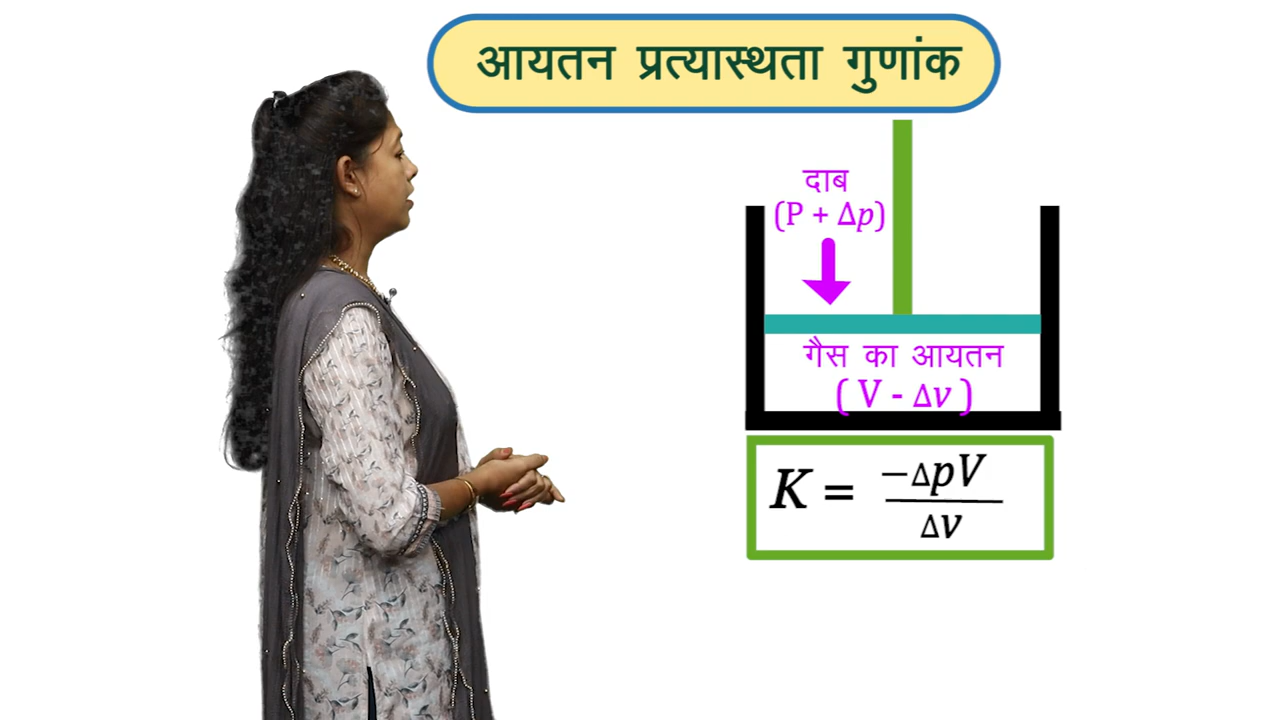 आयतन प्रत्यास्थता गुणांक
दाब
(P + Δp)
गैस का आयतन
( V - Δv )
K = −ΔpV
Δv